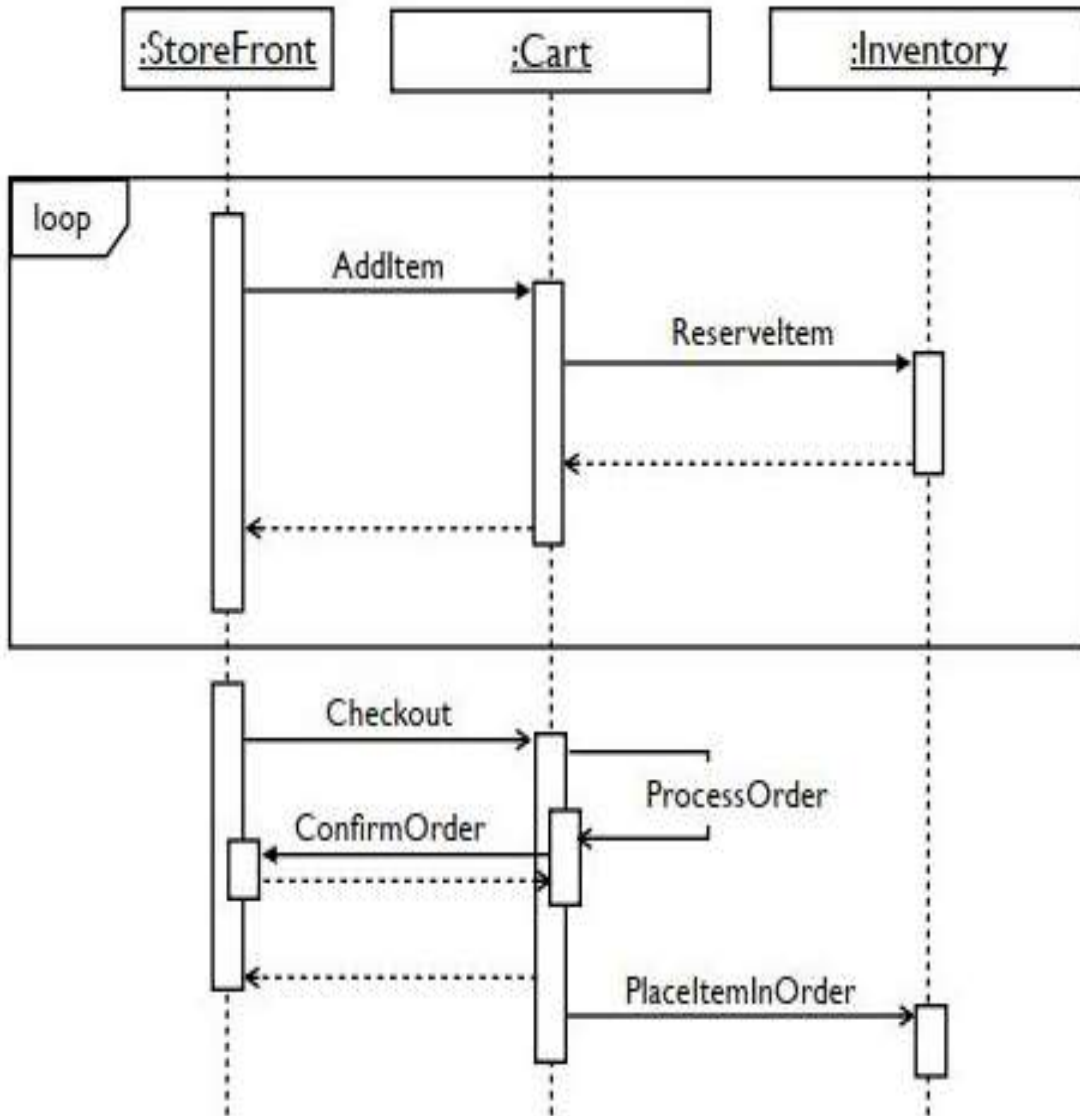 :StoreFront
:Cart
:Inventory
loop
AddItem
ReserveItem
Checkout
ProcessOrder
ConfirmOrder
PlaceItemInOrder